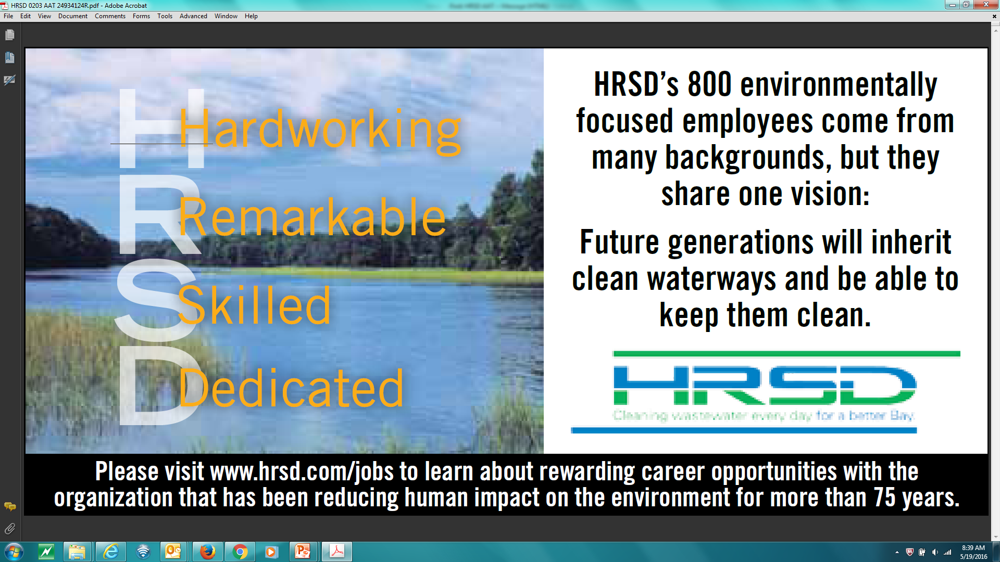 HRSD 0203 AAT 24934124R.pdf - Adobe Acrobat
File Edit View Document Comments Forms Tools Advanced Window Help
H
Hardworking
R
Remarkable
S
Skilled
D
Dedicated
HRSD’s 800 environmentally
focused employees come from
many backgrounds, but they
share one vision:
Future generations will inherit
clean waterways and be able to
keep them clean.
HRSD
Cleaning wastewater every day for a better Bay.
Please visit www.hrsd.com/jobs to learn about rewarding career opportunities with the
organization that has been reducing human impact on the environment for more than 75 years.
8:39 AM
5/19/2016